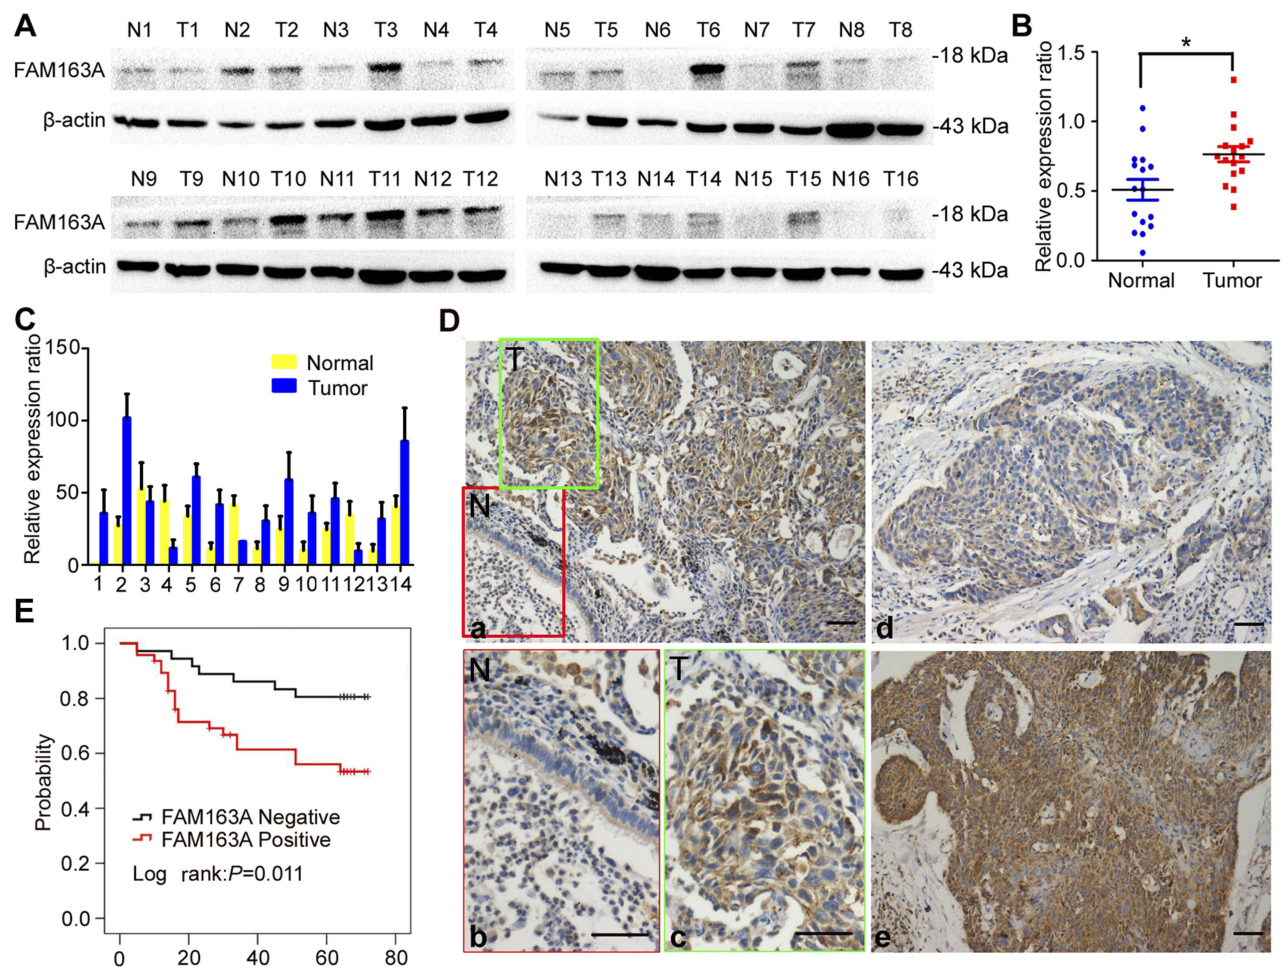 A
N1 T1 N2 T2 N3 T3 N4 T4 N5 T5 N6 T6 N7 T7 N8 T8
FAM163A -18 kDa
β-actin -43 kDa
N9 T9 N10 T10 N11 T11 N12 T12 N13 T13 N14 T14 N15 T15 N16 T16
FAM163A -18 kDa
β-actin -43 kDa
B
Relative expression ratio
1.5
1.0
0.5
0.0
*
Normal Tumor
C
Relative expression ratio
150
100
50
0
Normal
Tumor
1 2 3 4 5 6 7 8 9 10 11 12 13 14
D
T
N
a
d
N
b
T
c
e
E
Probability
1.0
0.8
0.6
0.4
0.2
0.0
FAM163A Negative
FAM163A Positive
Log rank:P=0.011
0 20 40 60 80